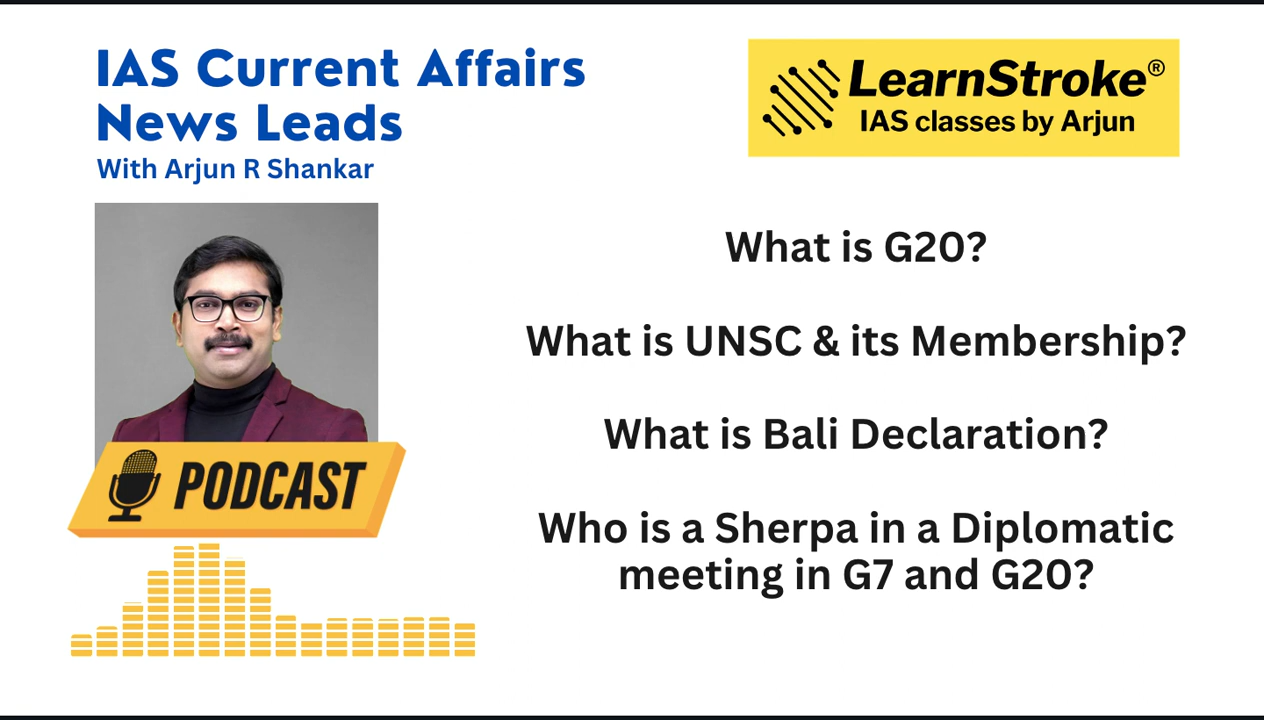 IAS Current Affairs
News Leads
With Arjun R Shankar
LearnStroke®
IAS classes by Arjun
What is G20?
What is UNSC & its Membership?
What is Bali Declaration?
Who is a Sherpa in a Diplomatic
meeting in G7 and G20?
PODCAST